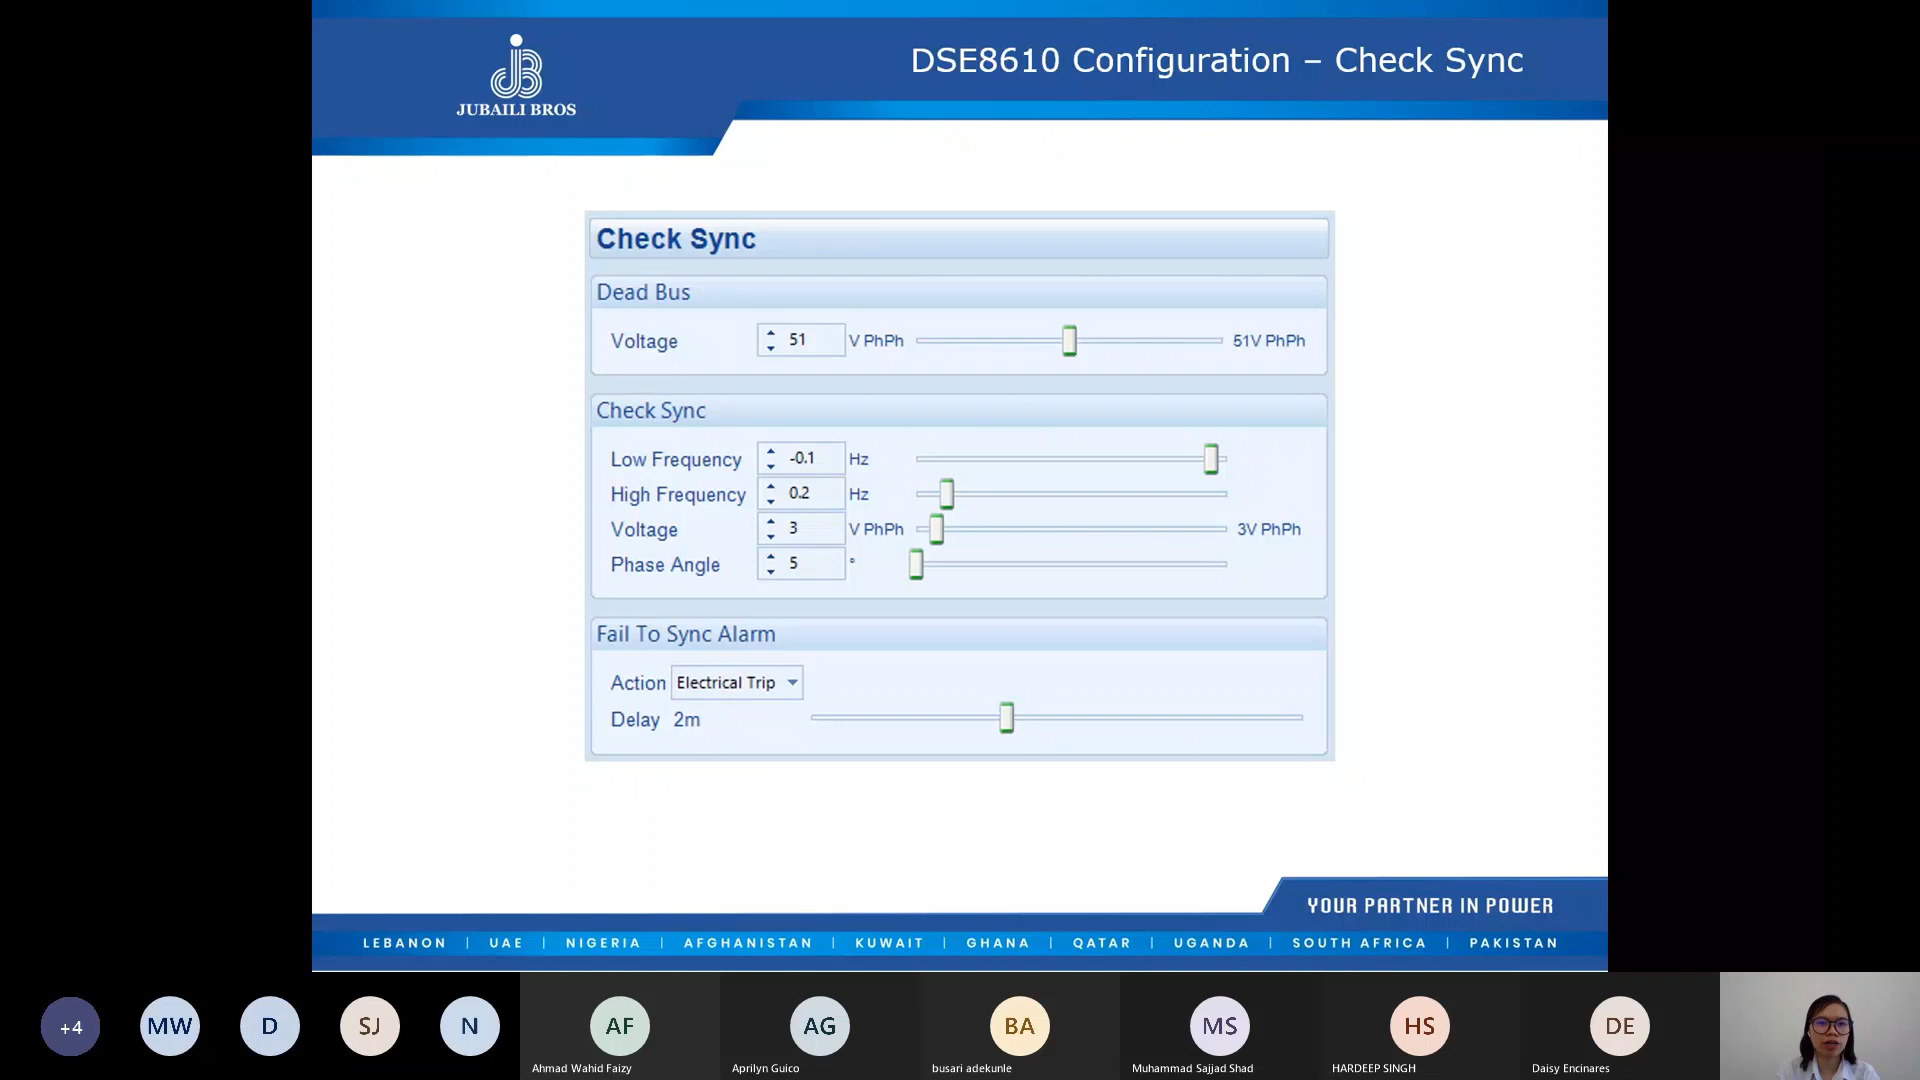 JUBAILI BROS
DSE8610 Configuration – Check Sync
Check Sync
Dead Bus
Voltage 51 V PhPh 51V PhPh
Check Sync
Low Frequency -0.1 Hz
High Frequency 0.2 Hz
Voltage 3 V PhPh 3V PhPh
Phase Angle 5 °
Fail To Sync Alarm
Action Electrical Trip
Delay 2m
YOUR PARTNER IN POWER
LEBANON | UAE | NIGERIA | AFGHANISTAN | KUWAIT | GHANA | QATAR | UGANDA | SOUTH AFRICA | PAKISTAN
+4 MW D SJ N AF AG BA MS HS DE
Ahmad Wahid Faizy Aprilyn Guico busari adekunle Muhammad Sajjad Shad HARDEEP SINGH Daisy Encinares